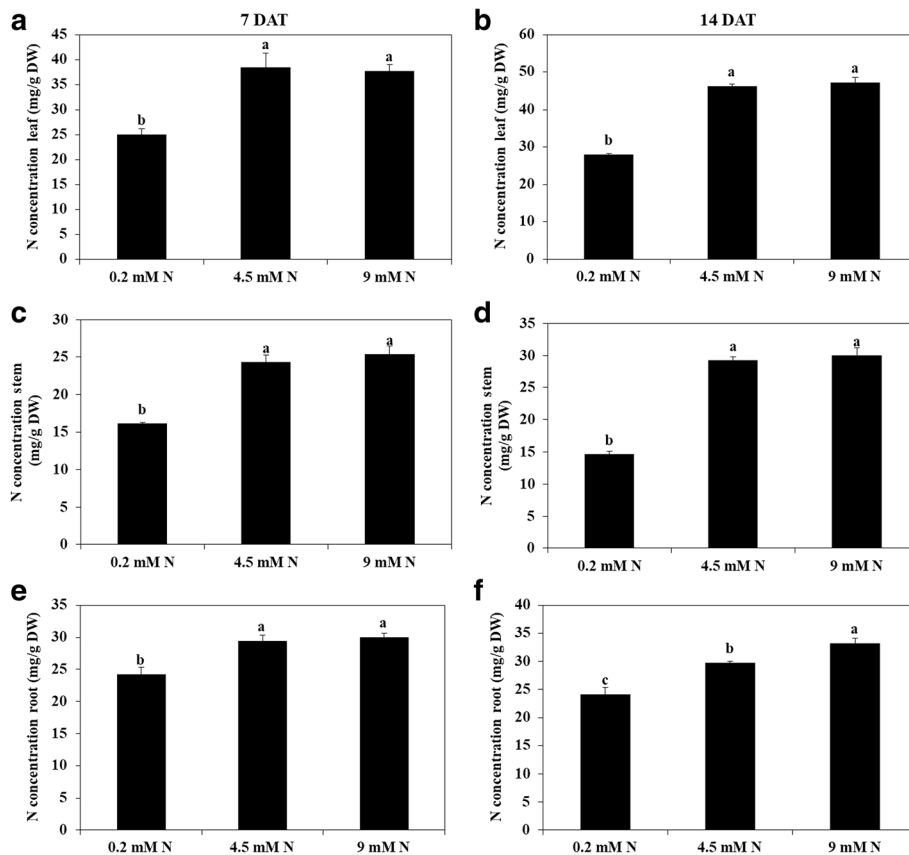 a
7 DAT
N concentration leaf (mg/g DW)
45
40
35
30
25
20
15
10
5
0
b
a
a
0.2 mM N
4.5 mM N
9 mM N
b
14 DAT
N concentration leaf (mg/g DW)
60
50
40
30
20
10
0
b
a
a
0.2 mM N
4.5 mM N
9 mM N
c
N concentration stem
(mg/g DW)
30
25
20
15
10
5
0
b
a
a
0.2 mM N
4.5 mM N
9 mM N
d
N concentration stem
(mg/g DW)
35
30
25
20
15
10
5
0
b
a
a
0.2 mM N
4.5 mM N
9 mM N
e
N concentration root (mg/g DW)
35
30
25
20
15
10
5
0
b
a
a
0.2 mM N
4.5 mM N
9 mM N
f
N concentration root (mg/g DW)
40
35
30
25
20
15
10
5
0
c
b
a
0.2 mM N
4.5 mM N
9 mM N